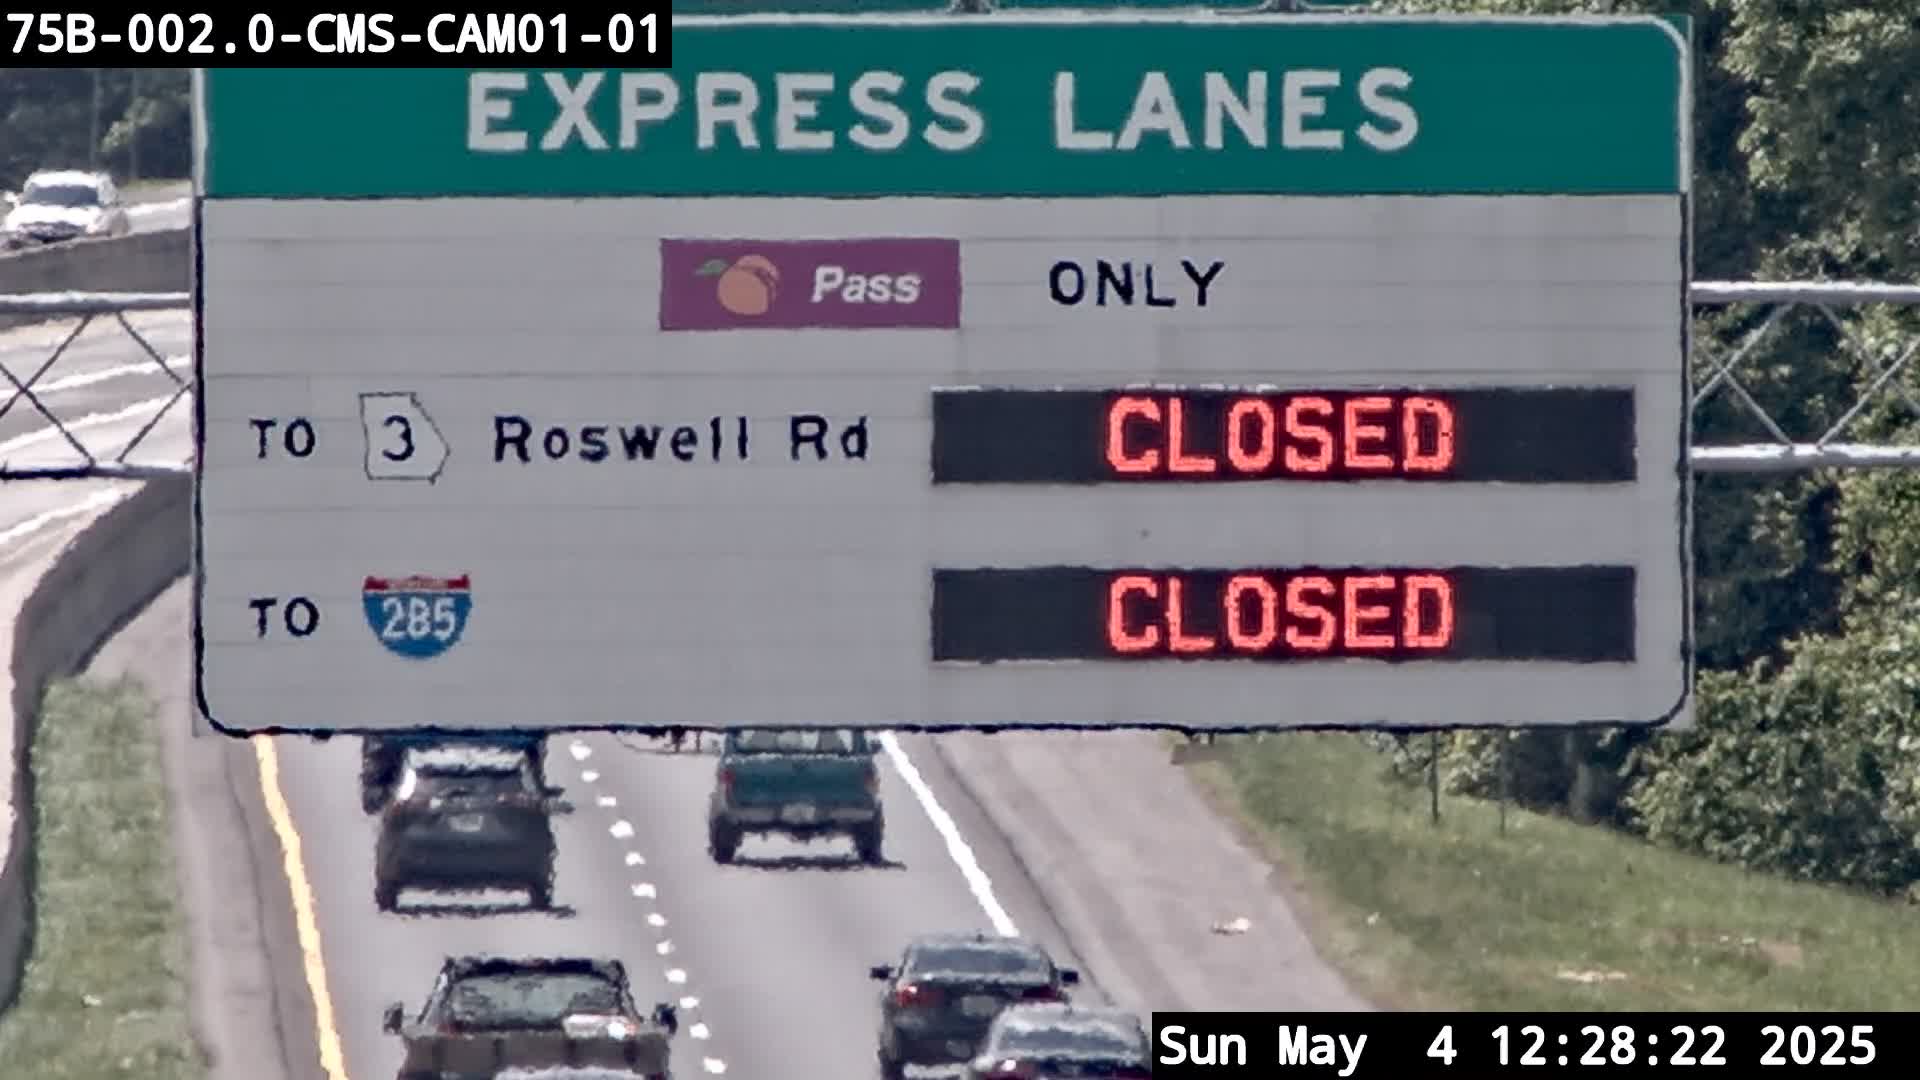 75B-002.0-CMS-CAM01-01
EXPRESS LANES
Pass ONLY
TO 3 Roswell Rd CLOSED
TO 285 CLOSED
Sun May 4 12:28:22 2025